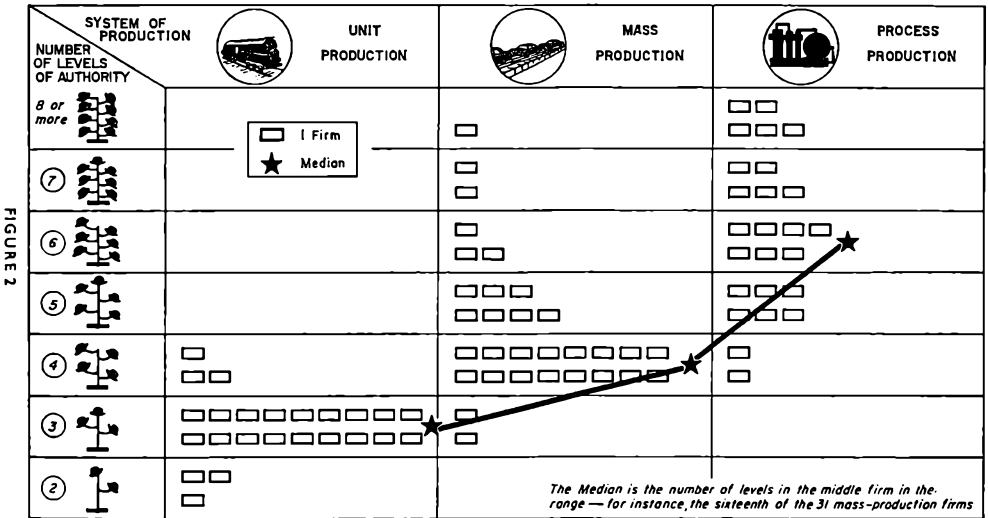 SYSTEM OF
PRODUCTION
NUMBER
OF LEVELS
OF AUTHORITY
UNIT
PRODUCTION
MASS
PRODUCTION
PROCESS
PRODUCTION
8 or
more
1 Firm
Median
7
6
5
4
3
2
FIGURE 2
The Median is the number of levels in the middle firm in the
range — for instance, the sixteenth of the 31 mass-production firms